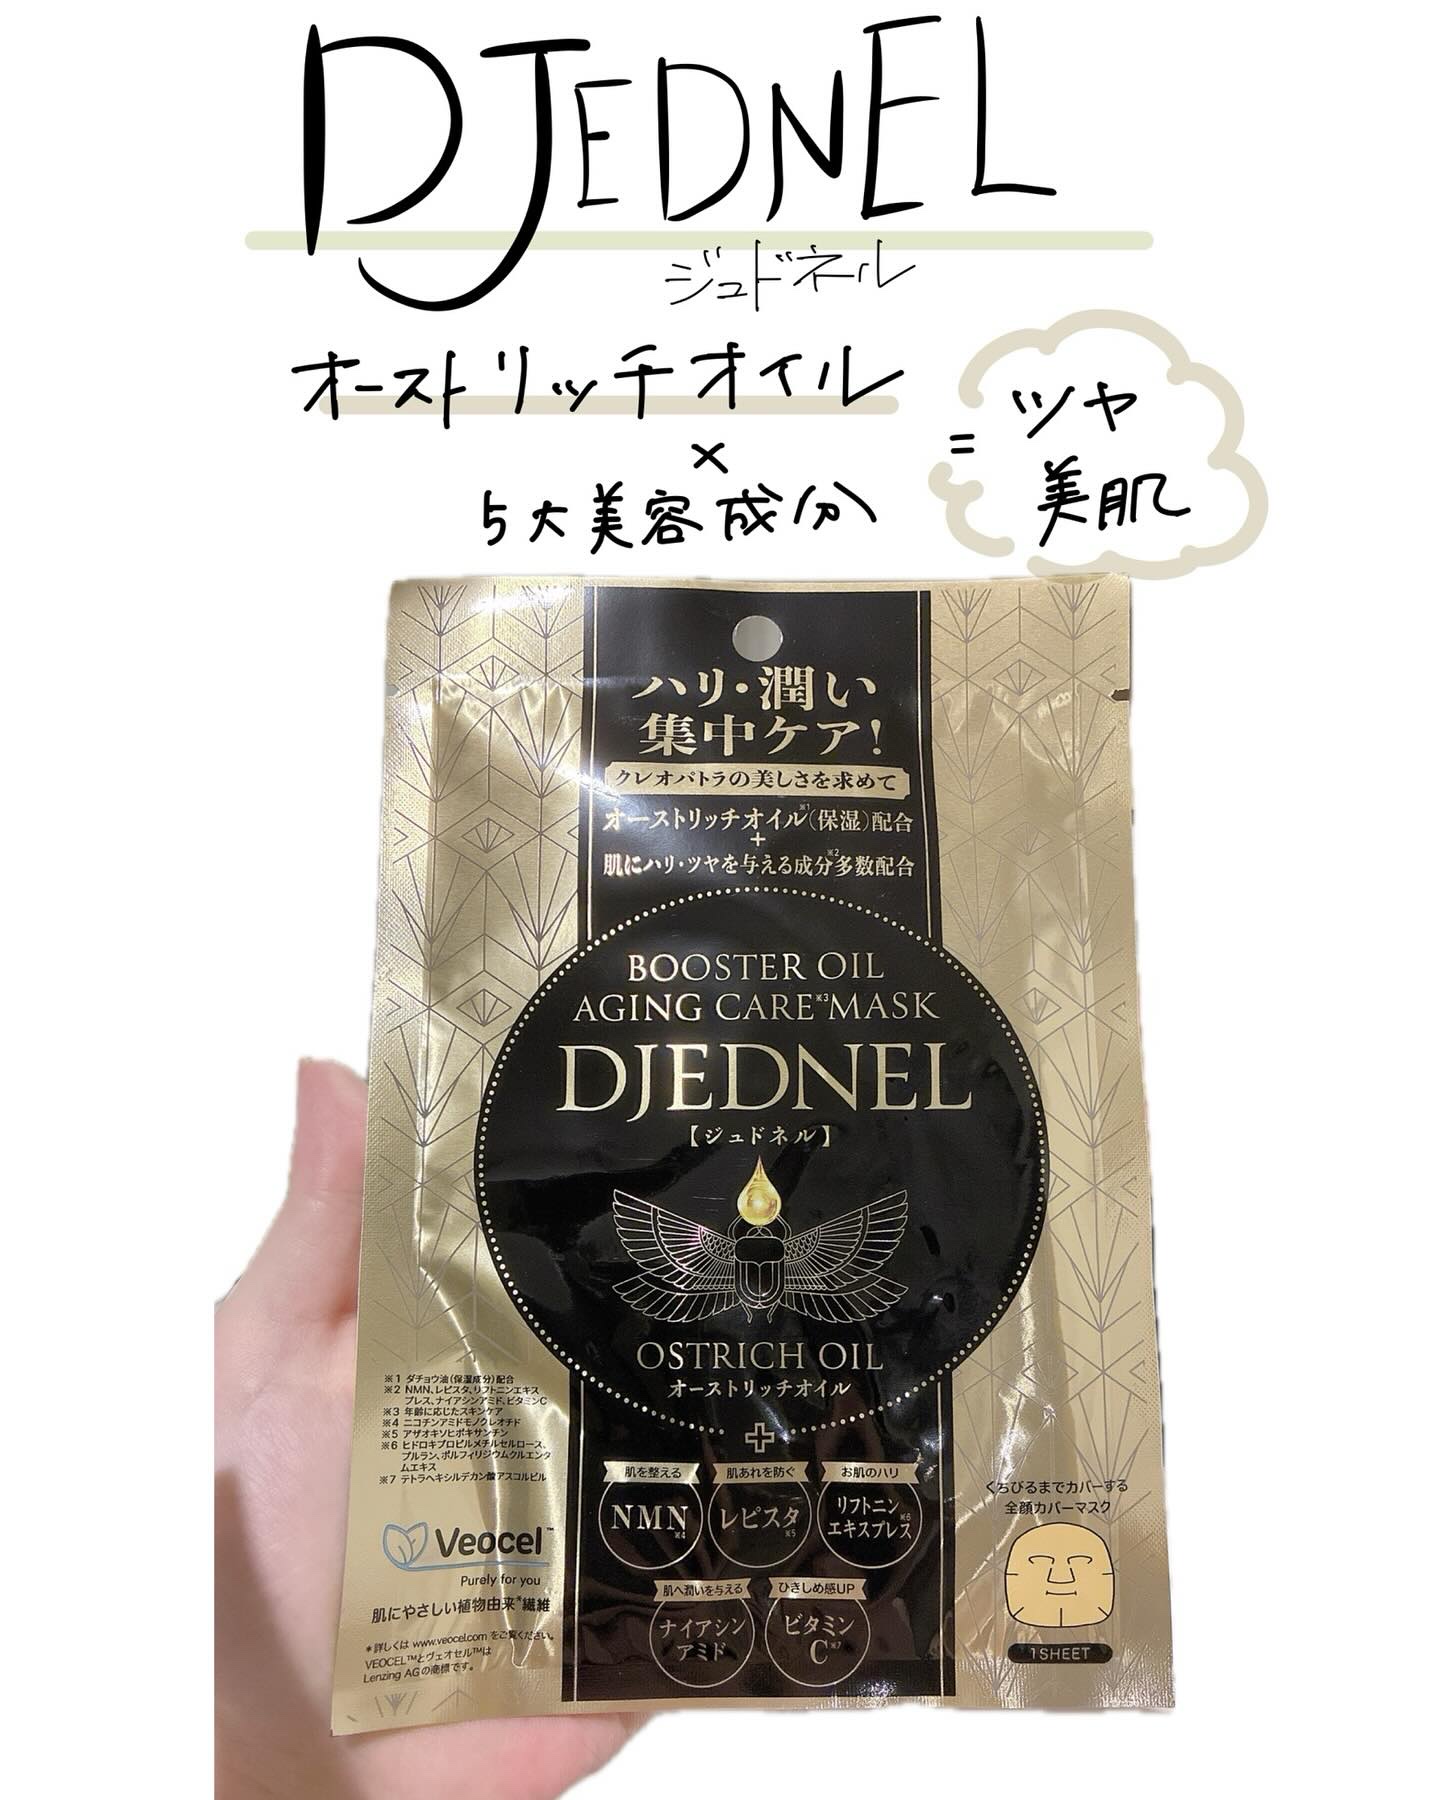 DJEDNEL
ジュドネル
オーストリッチオイル
×
5大美容成分
= ツヤ
美肌
ハリ・潤い
集中ケア!
クレオパトラの美しさを求めて
オーストリッチオイル※1(保湿)配合
+
肌にハリ・ツヤを与える成分※2多数配合
BOOSTER OIL
AGING CARE※3 MASK
DJEDNEL
【ジュドネル】
OSTRICH OIL
オーストリッチオイル
+
肌を整える
NMN※4
肌あれを防ぐ
レピスタ※5
お肌のハリ
リフトニン
エキスプレス※6
肌へ潤いを与える
ナイアシン
アミド
ひきしめ感UP
ビタミン
C※7
※1 ダチョウ油(保湿成分)配合
※2 NMN、レピスタ、リフトニンエキス
プレス、ナイアシンアミド、ビタミンC
※3 年齢に応じたスキンケア
※4 ニコチンアミドモノクレオチド
※5 アザオキソヒポキサンチン
※6 ヒドロキプロピルメチルセルロース、
プルラン、ポルフィリジウムクルエンタ
ムエキス
※7 テトラヘキシルデカン酸アスコルビル
Veocel™
Purely for you
肌にやさしい植物由来*繊維
*詳しくは www.veocel.com をご覧ください。
VEOCEL™とヴェオセル™は
Lenzing AGの商標です。
くちびるまでカバーする
全顔カバーマスク
1SHEET